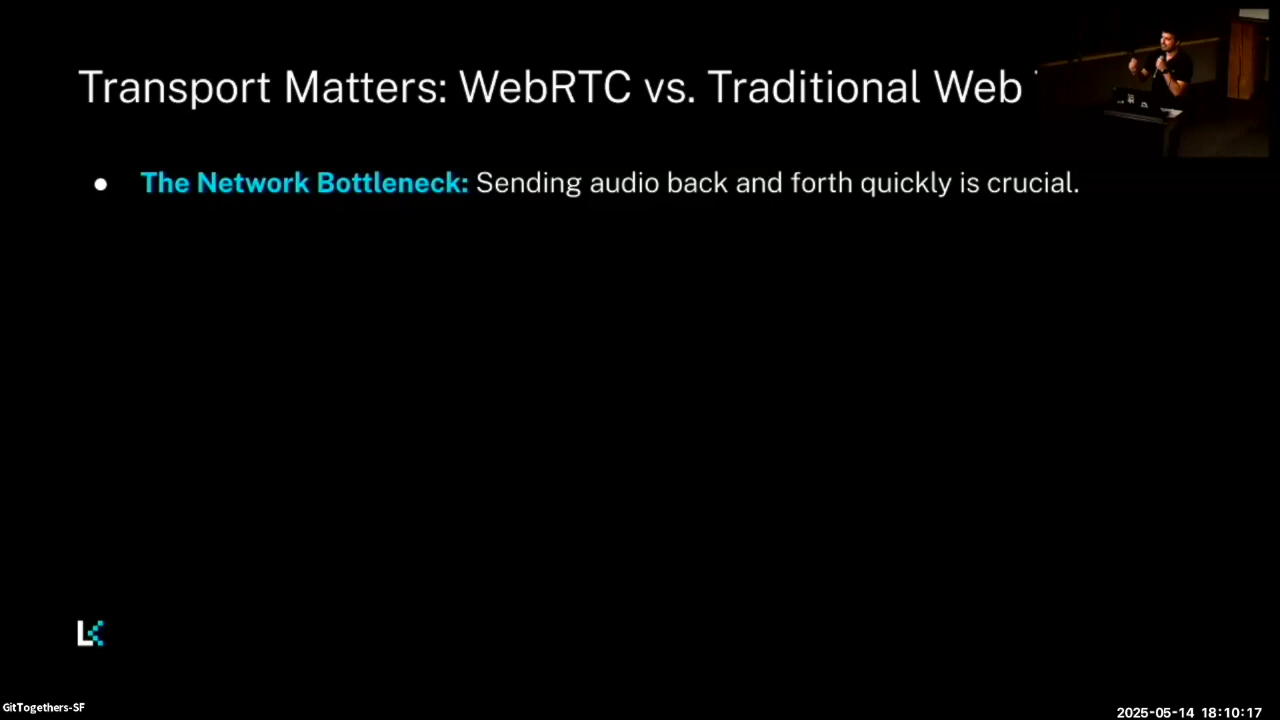 Transport Matters: WebRTC vs. Traditional Web
● The Network Bottleneck: Sending audio back and forth quickly is crucial.
LK
GitTogethers-SF
2025-05-14 18:10:17